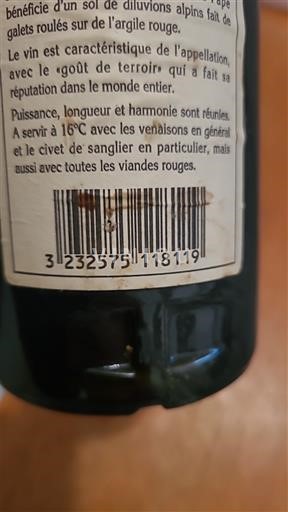 ape
bénéficie d'un sol de diluvions alpins fait de
galets roulés sur de l'argile rouge.
Le vin est caractéristique de l'appellation,
avec le «goût de terroir» qui a fait sa
réputation dans le monde entier.
Puissance, longueur et harmonie sont réunies.
A servir à 16°C avec les venaisons en général
et le civet de sanglier en particulier, mais
aussi avec toutes les viandes rouges.
3 232575 118119